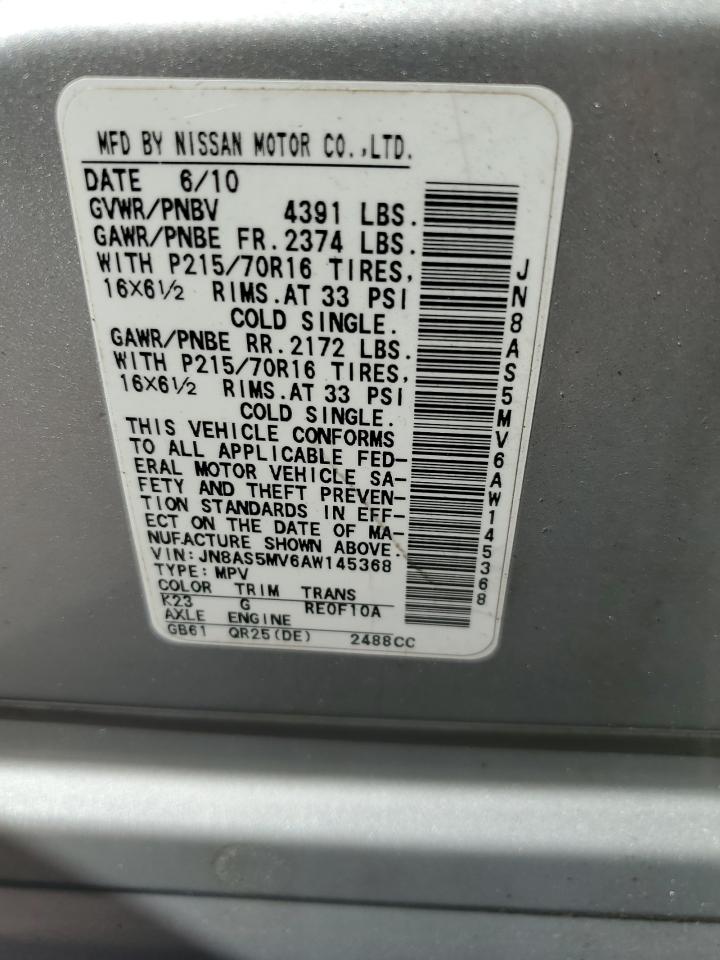 MFD BY NISSAN MOTOR CO.,LTD.
DATE 6/10
GVWR/PNBV 4391 LBS.
GAWR/PNBE FR.2374 LBS.
WITH P215/70R16 TIRES,
16X6½ RIMS.AT 33 PSI
COLD SINGLE.
GAWR/PNBE RR.2172 LBS.
WITH P215/70R16 TIRES,
16X6½ RIMS.AT 33 PSI
COLD SINGLE.
THIS VEHICLE CONFORMS
TO ALL APPLICABLE FED-
ERAL MOTOR VEHICLE SA-
FETY AND THEFT PREVEN-
TION STANDARDS IN EFF-
ECT ON THE DATE OF MA-
NUFACTURE SHOWN ABOVE.
VIN:JN8AS5MV6AW145368
TYPE:MPV
COLOR TRIM TRANS
K23 G RE0F10A
AXLE ENGINE
GB61 QR25(DE) 2488CC
JN8AS5MV6AW145368